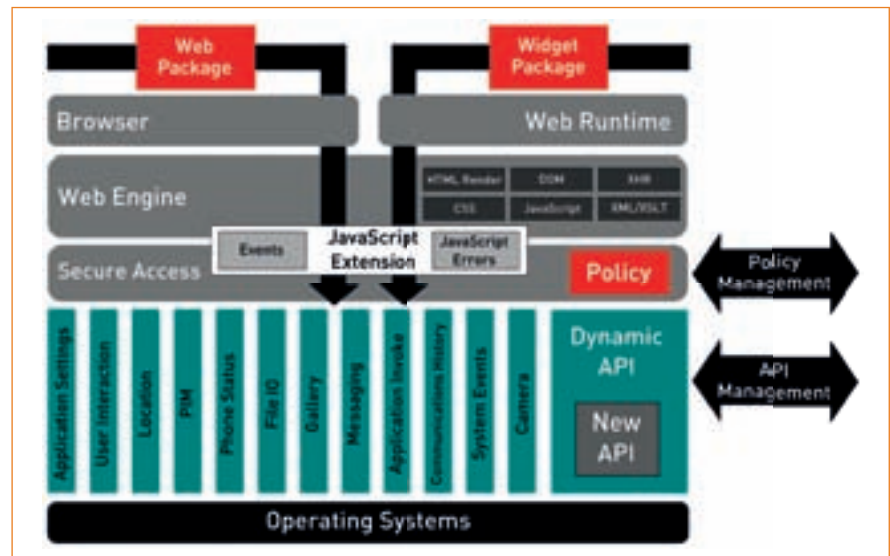 Web
Package
Widget
Package
Browser
Web Runtime
Web Engine
HTML Render
DOM
XHR
CSS
JavaScript
XML/XSLT
Events
JavaScript
Extension
JavaScript
Errors
Secure Access
Policy
Policy
Management
Application Settings
User Interaction
Location
PIM
Phone Status
File IO
Gallery
Messaging
Application Invoke
Communications History
System Events
Camera
Dynamic
API
New
API
API
Management
Operating Systems